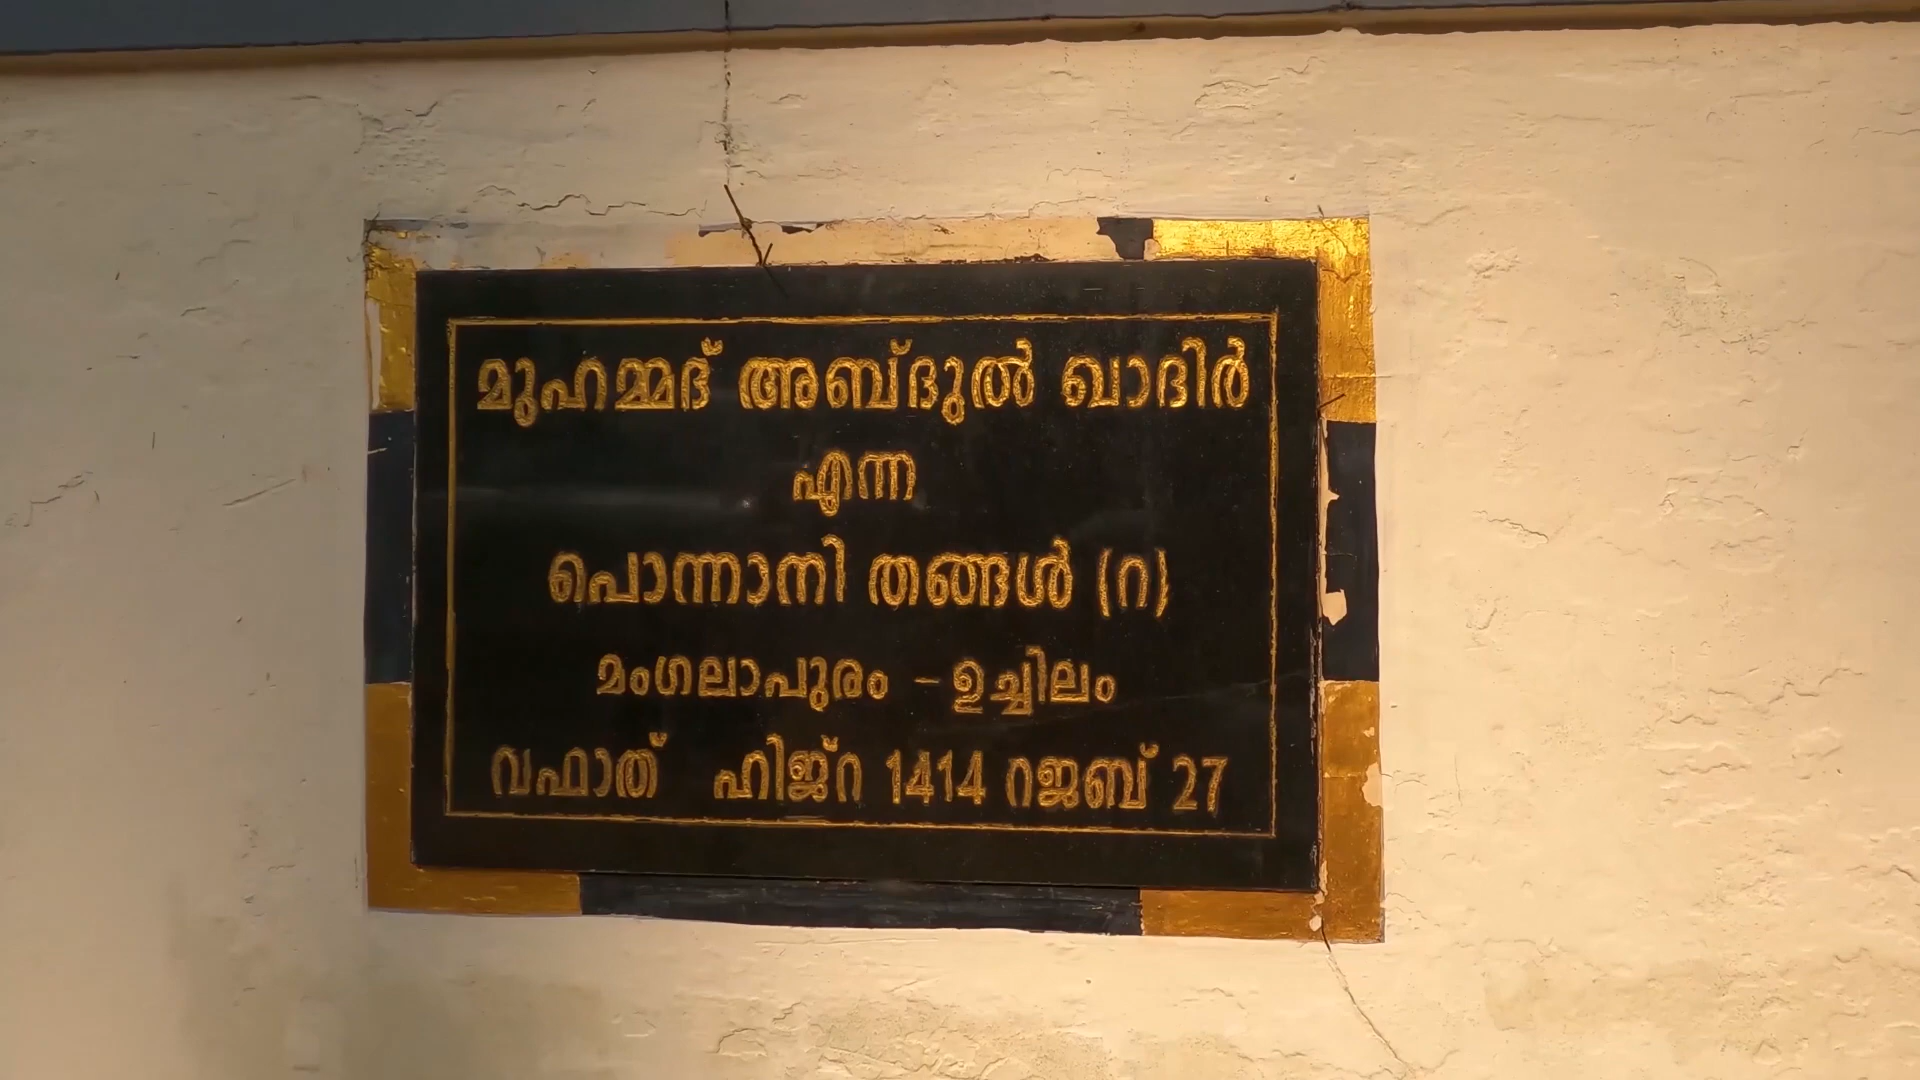 മുഹമ്മദ് അബ്ദുൽ ഖാദിർ
എന്ന
പൊന്നാനി തങ്ങൾ (റ)
മംഗലാപുരം - ഉച്ചിലം
വഫാത് ഹിജ്റ 1414 റജബ് 27